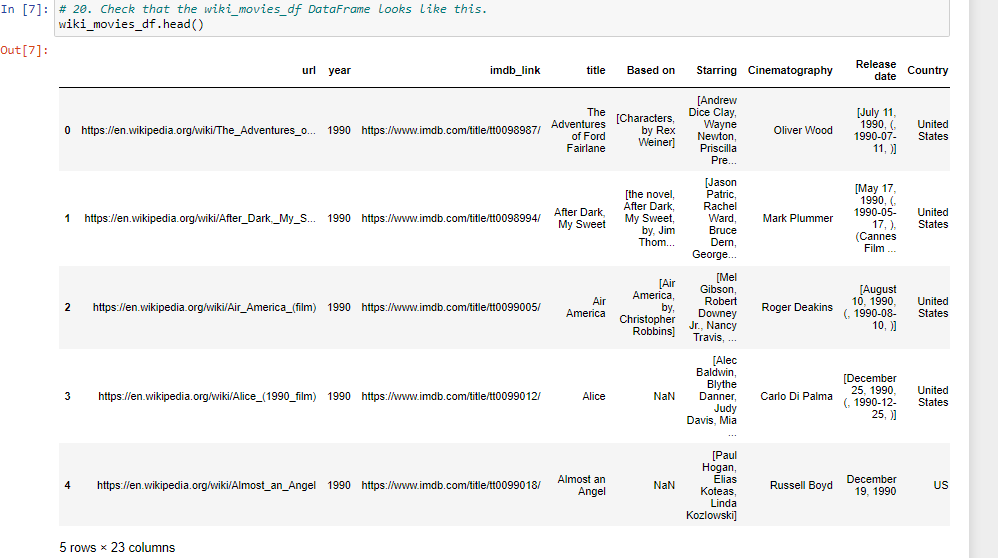 In [7]: # 20. Check that the wiki_movies_df DataFrame looks like this.
wiki_movies_df.head()
Out[7]:
url year imdb_link title Based on Starring Cinematography Release date Country
0 https://en.wikipedia.org/wiki/The_Adventures_o... 1990 https://www.imdb.com/title/tt0098987/ The Adventures of Ford Fairlane [Characters, by Rex Weiner] [Andrew Dice Clay, Wayne Newton, Priscilla Pre... Oliver Wood [July 11, 1990, (, 1990-07-11, )] United States
1 https://en.wikipedia.org/wiki/After_Dark,_My_S... 1990 https://www.imdb.com/title/tt0098994/ After Dark, My Sweet [the novel, After Dark, My Sweet, by, Jim Thom... [Jason Patric, Rachel Ward, Bruce Dern, George... Mark Plummer [May 17, 1990, (, 1990-05-17, ), (Cannes Film ... United States
2 https://en.wikipedia.org/wiki/Air_America_(film) 1990 https://www.imdb.com/title/tt0099005/ Air America [Air America, by, Christopher Robbins] [Mel Gibson, Robert Downey Jr., Nancy Travis, ... Roger Deakins [August 10, 1990, (, 1990-08-10, )] United States
3 https://en.wikipedia.org/wiki/Alice_(1990_film) 1990 https://www.imdb.com/title/tt0099012/ Alice NaN [Alec Baldwin, Blythe Danner, Judy Davis, Mia ... Carlo Di Palma [December 25, 1990, (, 1990-12-25, )] United States
4 https://en.wikipedia.org/wiki/Almost_an_Angel 1990 https://www.imdb.com/title/tt0099018/ Almost an Angel NaN [Paul Hogan, Elias Koteas, Linda Kozlowski] Russell Boyd December 19, 1990 US
5 rows × 23 columns